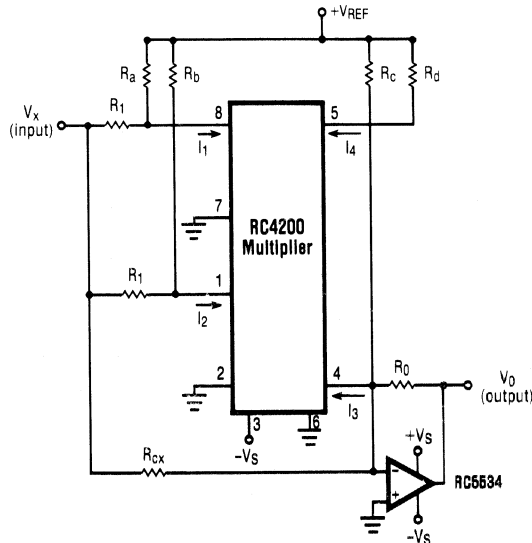 +VREF
Ra
Rb
Rc
Rd
Vx
(input)
R1
8
5
I1
I4
7
RC4200
Multiplier
R1
1
I2
2
4
R0
V0
(output)
I3
3
6
-VS
Rcx
+VS
-
+
RC5534
-VS